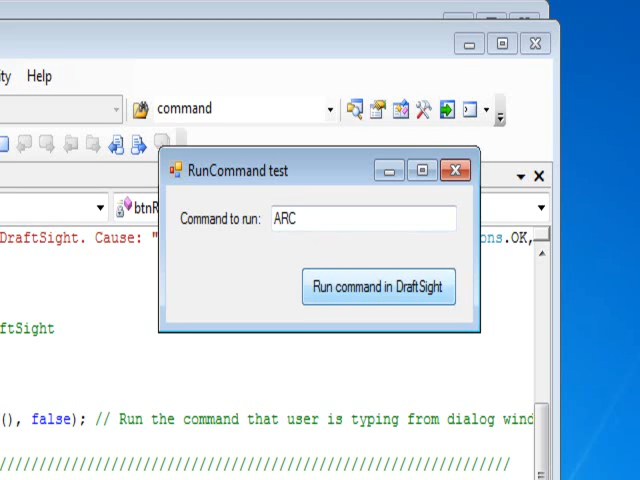 ty Help
command
RunCommand test
btnR
Command to run: ARC
DraftSight. Cause: "
ns.OK,
Run command in DraftSight
ftSight
(), false); // Run the command that user is typing from dialog wind
//////////////////////////////////////////////////////////////////